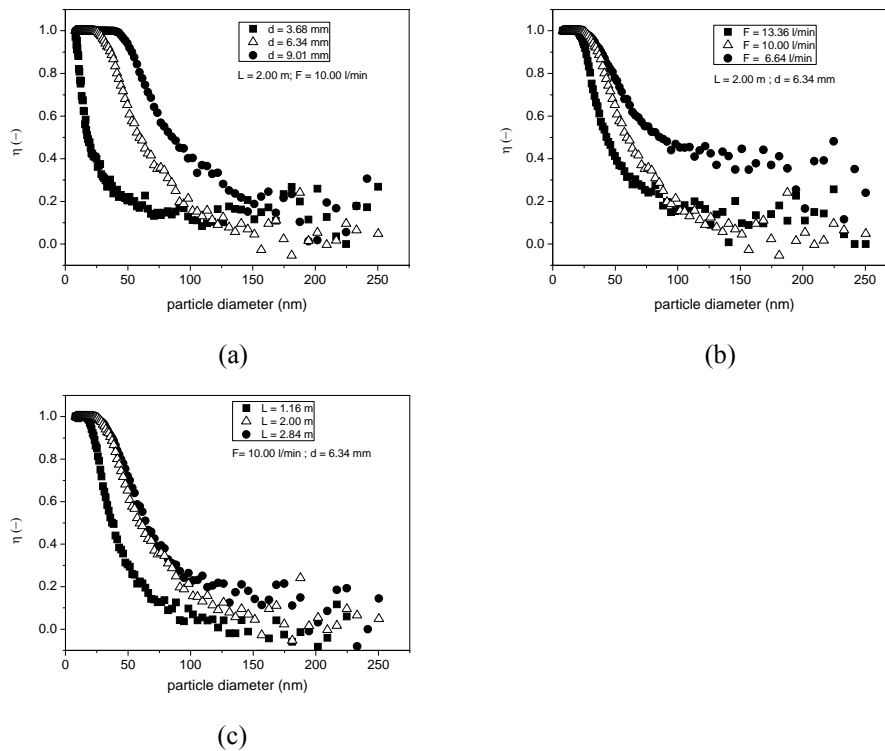 1.0
0.8
0.6
0.4
0.2
0.0
η (−)
d = 3.68 mm
d = 6.34 mm
d = 9.01 mm
L = 2.00 m; F = 10.00 l/min
0 25 50 75 100 125 150 175 200 225 250
particle diameter (nm)
(a)
1.0
0.8
0.6
0.4
0.2
0.0
η (−)
F = 13.36 l/min
F = 10.00 l/min
F = 6.64 l/min
L = 2.00 m ; d = 6.34 mm
0 50 100 150 200 250
particle diameter (nm)
(b)
1.0
0.8
0.6
0.4
0.2
0.0
η (−)
L = 1.16 m
L = 2.00 m
L = 2.84 m
F= 10.00 l/min ; d = 6.34 mm
0 50 100 150 200 250
particle diameter (nm)
(c)